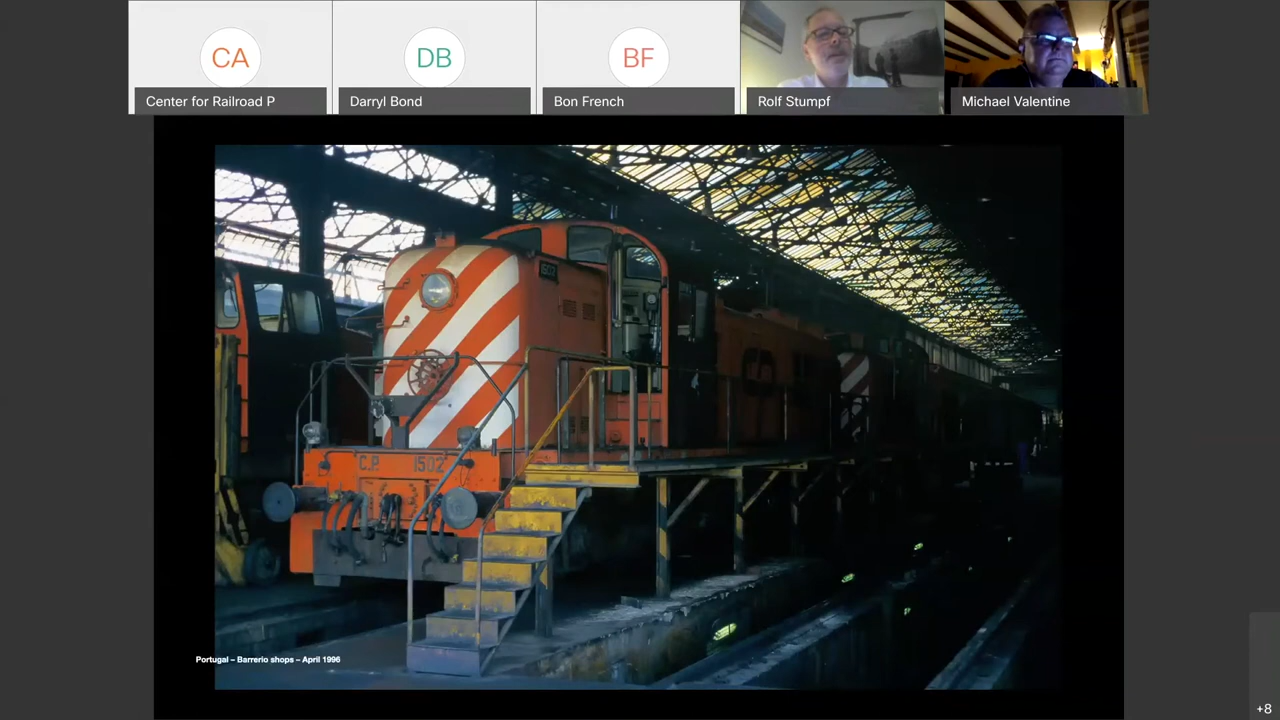 CA
DB
BF
Center for Railroad P
Darryl Bond
Bon French
Rolf Stumpf
Michael Valentine
1502
C.P. 1502
Portugal – Barrerio shops – April 1996
+8